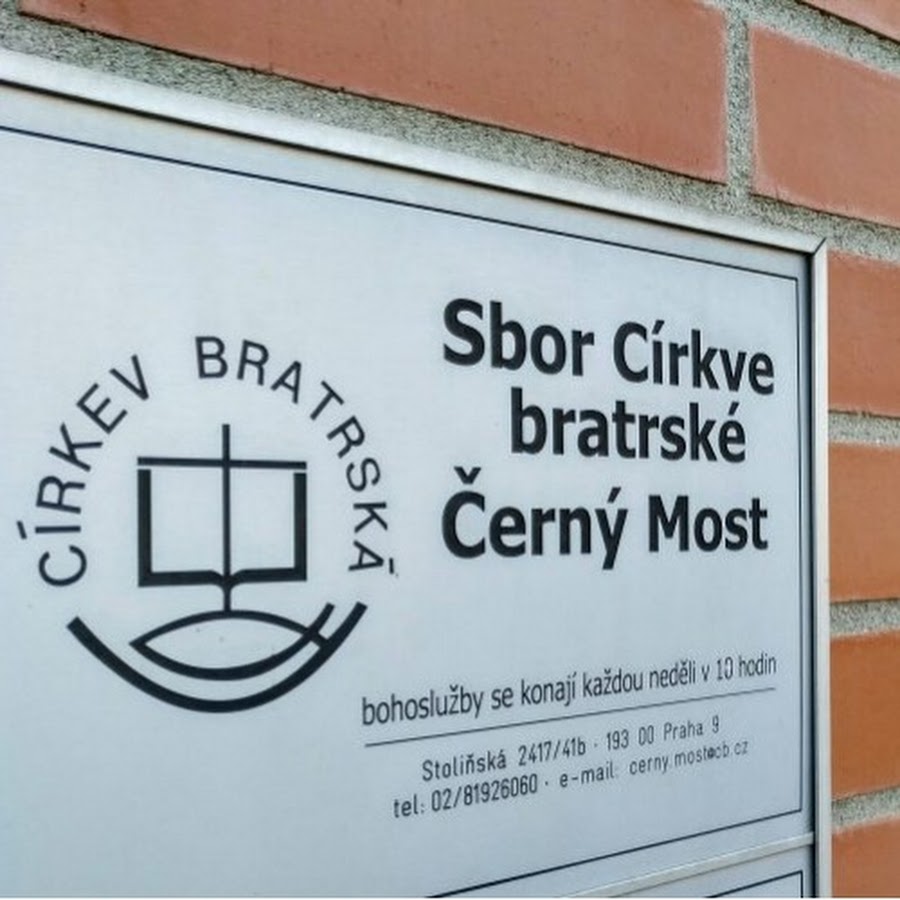 CÍRKEV BRATRSKÁ
Sbor Církve
bratrské
Černý Most
bohoslužby se konají každou neděli v 10 hodin
Stoliňská 2417/41b · 193 00 Praha 9
tel: 02/81926060 · e-mail: cerny.most@cb.cz